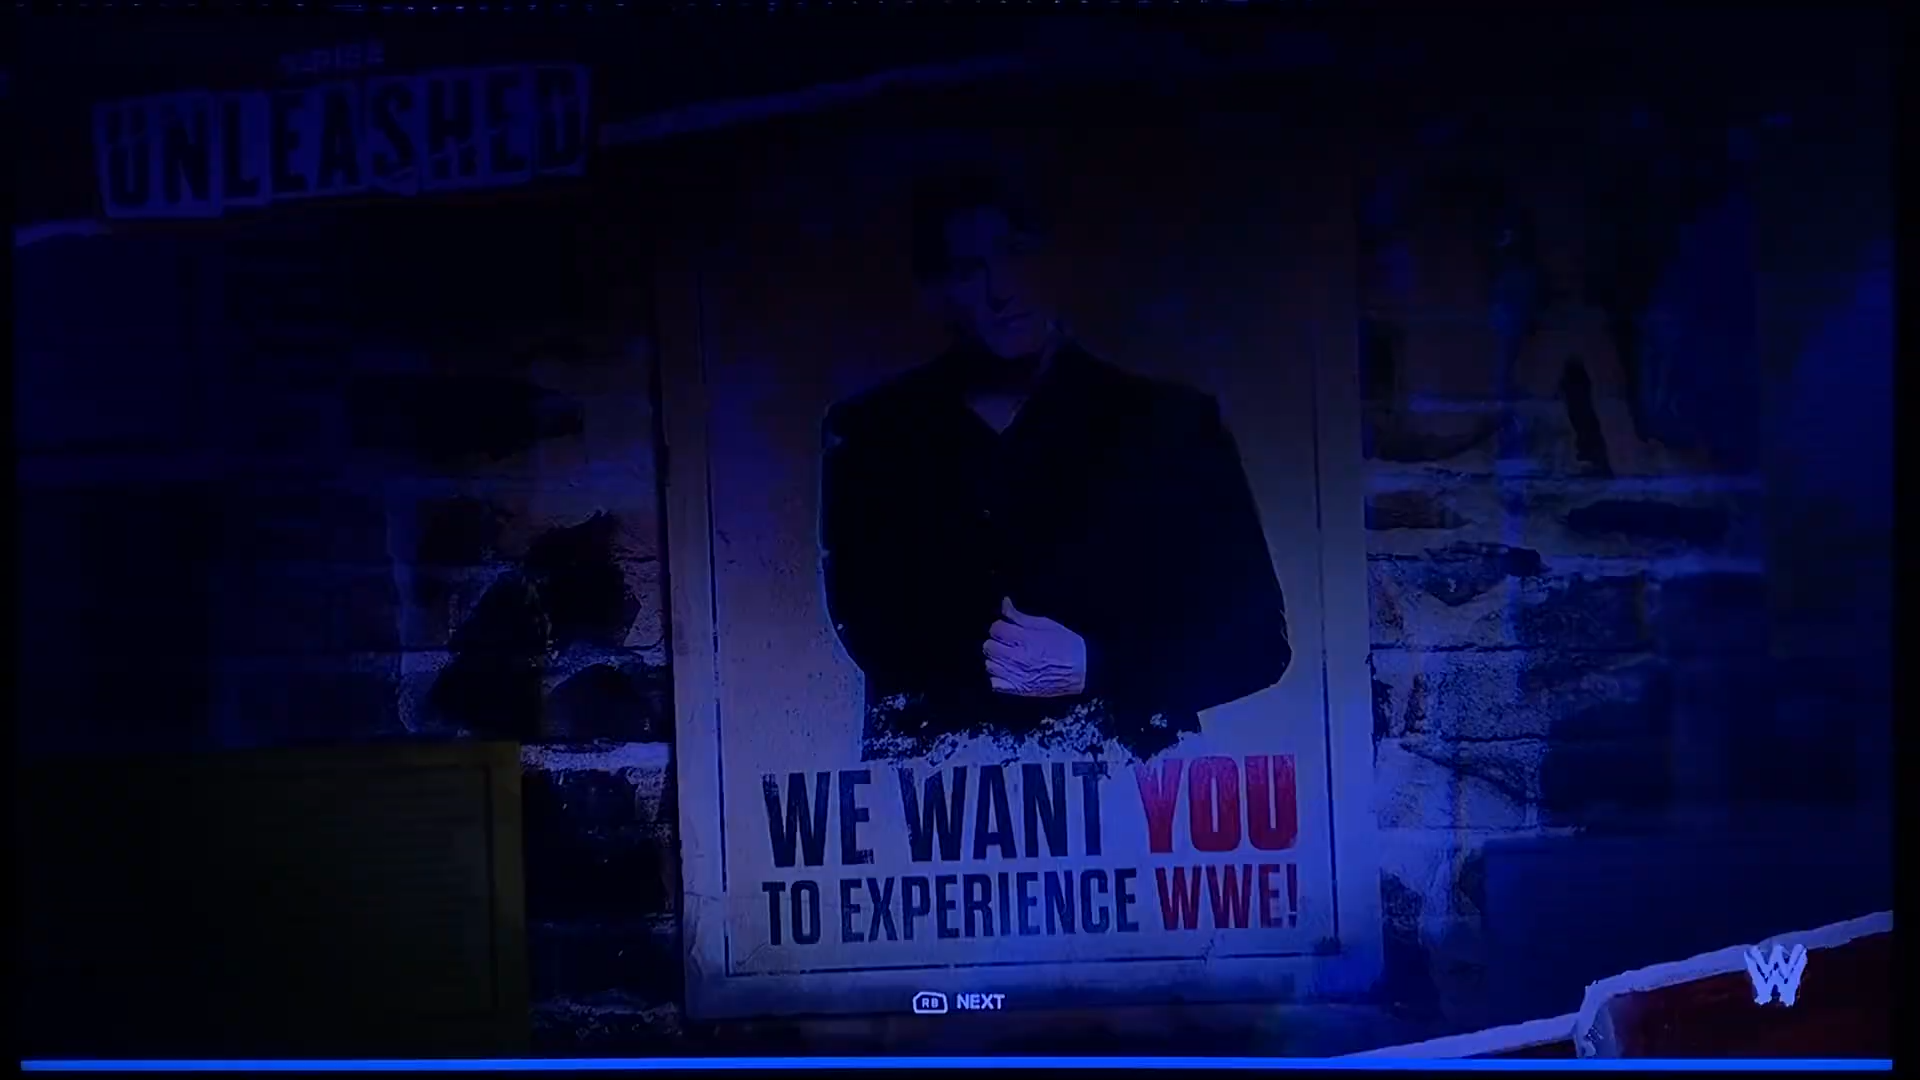 UNLEASHED
WE WANT YOU
TO EXPERIENCE WWE!
RB NEXT
W